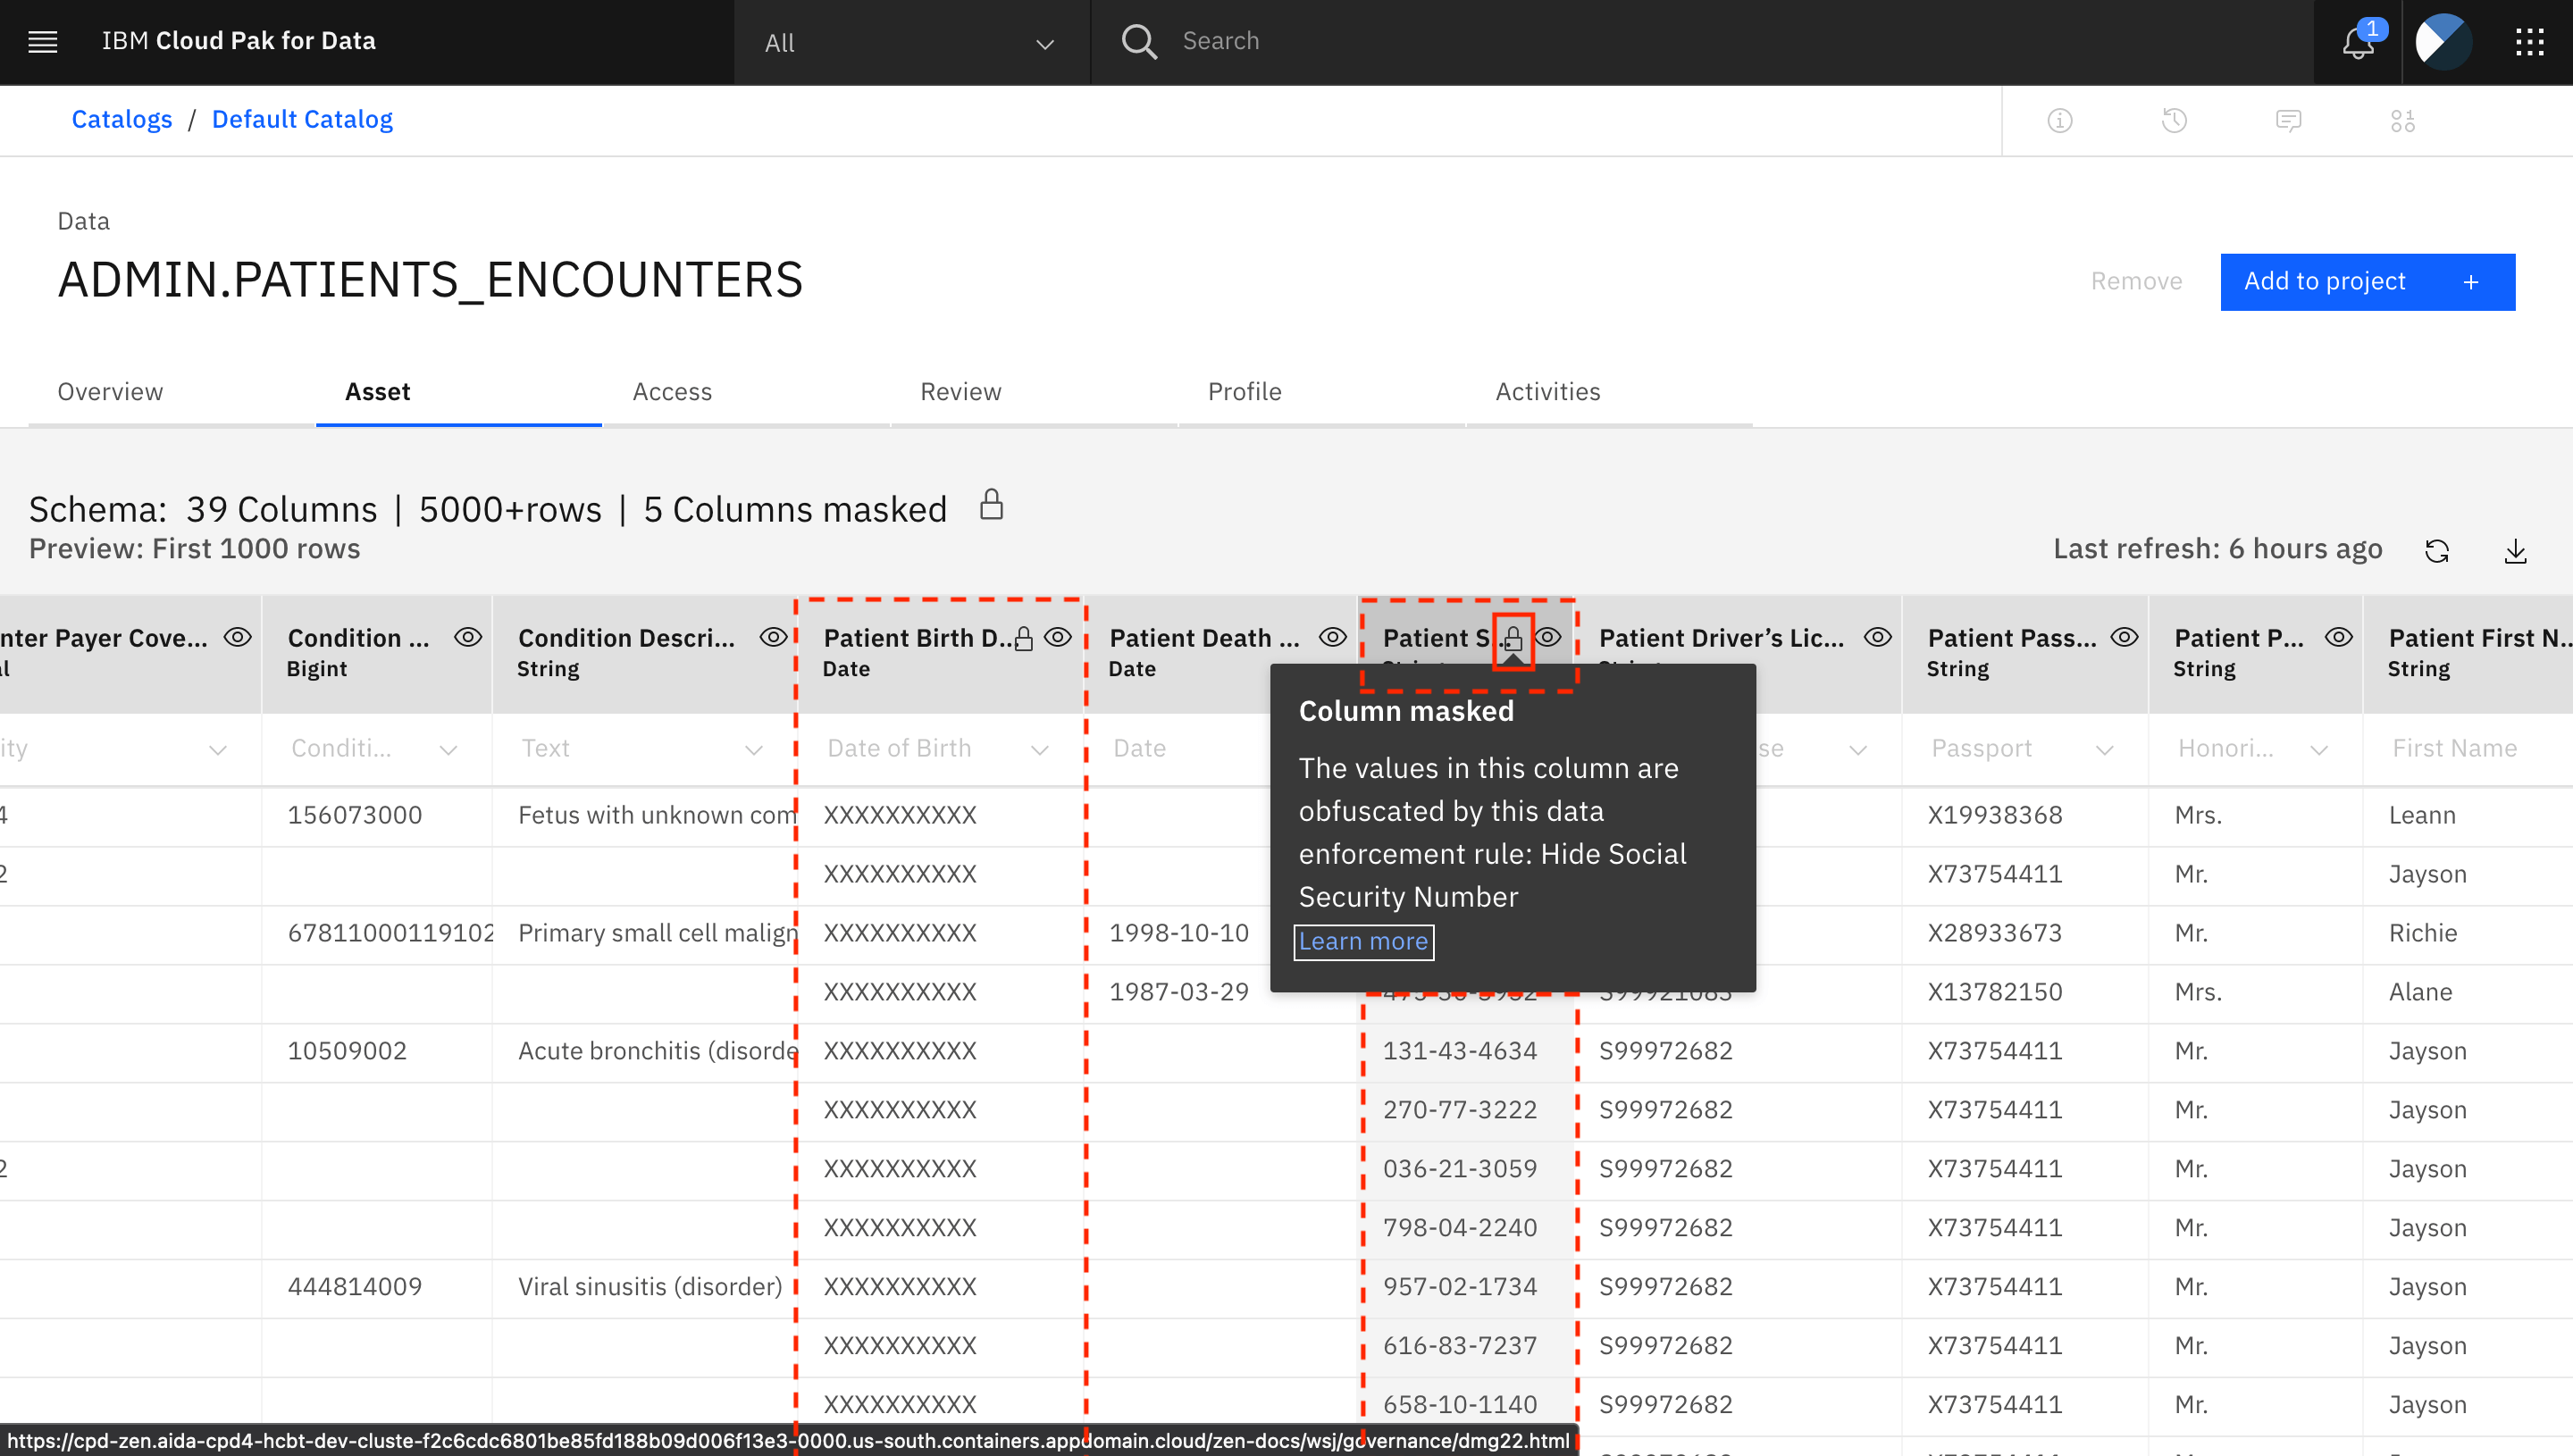 IBM Cloud Pak for Data
All
Search
1
Catalogs / Default Catalog
Data
ADMIN.PATIENTS_ENCOUNTERS
Remove
Add to project +
Overview
Asset
Access
Review
Profile
Activities
Schema: 39 Columns | 5000+rows | 5 Columns masked
Preview: First 1000 rows
Last refresh: 6 hours ago
nter Payer Cove... Condition ... Condition Descri... Patient Birth D... Patient Death ... Patient S... Patient Driver's Lic... Patient Pass... Patient P... Patient First N...
l Bigint String Date Date String String String
Column masked
The values in this column are
obfuscated by this data
enforcement rule: Hide Social
Security Number
Learn more
ity Conditi... Text Date of Birth Date se Passport Honori... First Name
4 156073000 Fetus with unknown com XXXXXXXXXX X19938368 Mrs. Leann
2 XXXXXXXXXX X73754411 Mr. Jayson
67811000119102 Primary small cell malign XXXXXXXXXX 1998-10-10 X28933673 Mr. Richie
XXXXXXXXXX 1987-03-29 X13782150 Mrs. Alane
10509002 Acute bronchitis (disorde XXXXXXXXXX 131-43-4634 S99972682 X73754411 Mr. Jayson
XXXXXXXXXX 270-77-3222 S99972682 X73754411 Mr. Jayson
2 XXXXXXXXXX 036-21-3059 S99972682 X73754411 Mr. Jayson
XXXXXXXXXX 798-04-2240 S99972682 X73754411 Mr. Jayson
444814009 Viral sinusitis (disorder) XXXXXXXXXX 957-02-1734 S99972682 X73754411 Mr. Jayson
XXXXXXXXXX 616-83-7237 S99972682 X73754411 Mr. Jayson
XXXXXXXXXX 658-10-1140 S99972682 X73754411 Mr. Jayson
https://cpd-zen.aida-cpd4-hcbt-dev-cluste-f2c6cdc6801be85fd188b09d006f13e3-0000.us-south.containers.appdomain.cloud/zen-docs/wsj/governance/dmg22.html